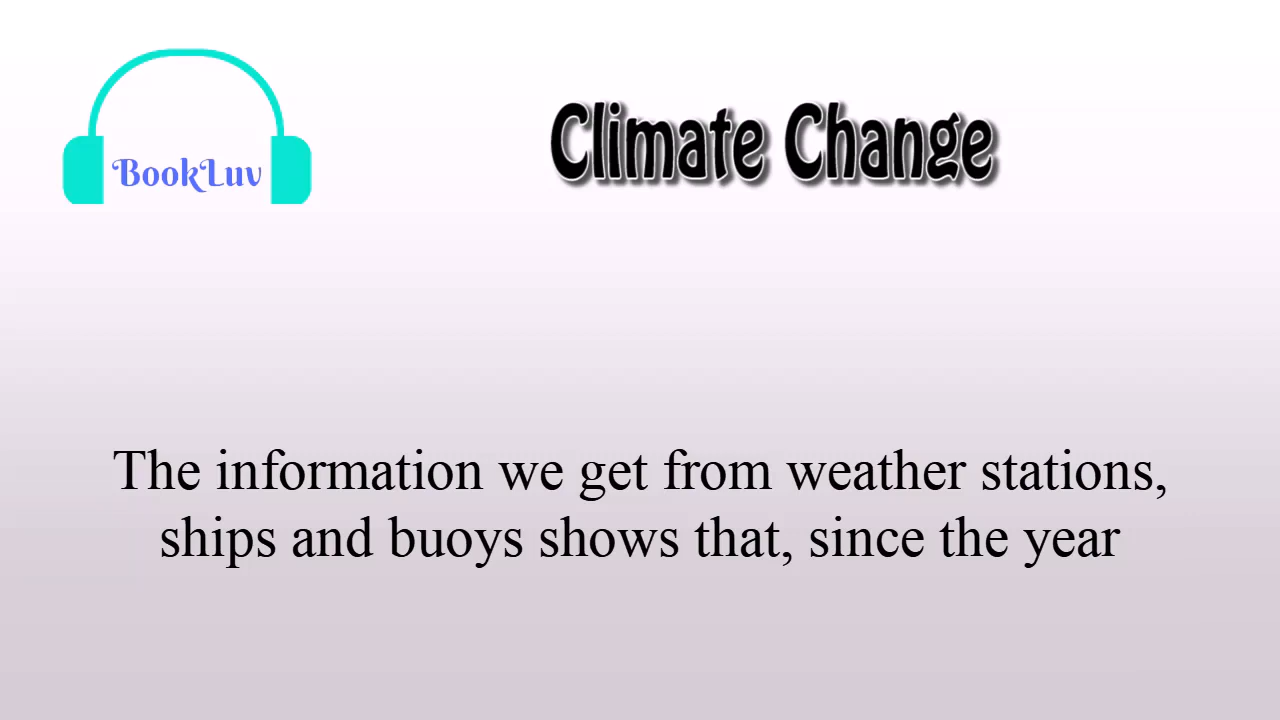 BookLuv
Climate Change
The information we get from weather stations,
ships and buoys shows that, since the year